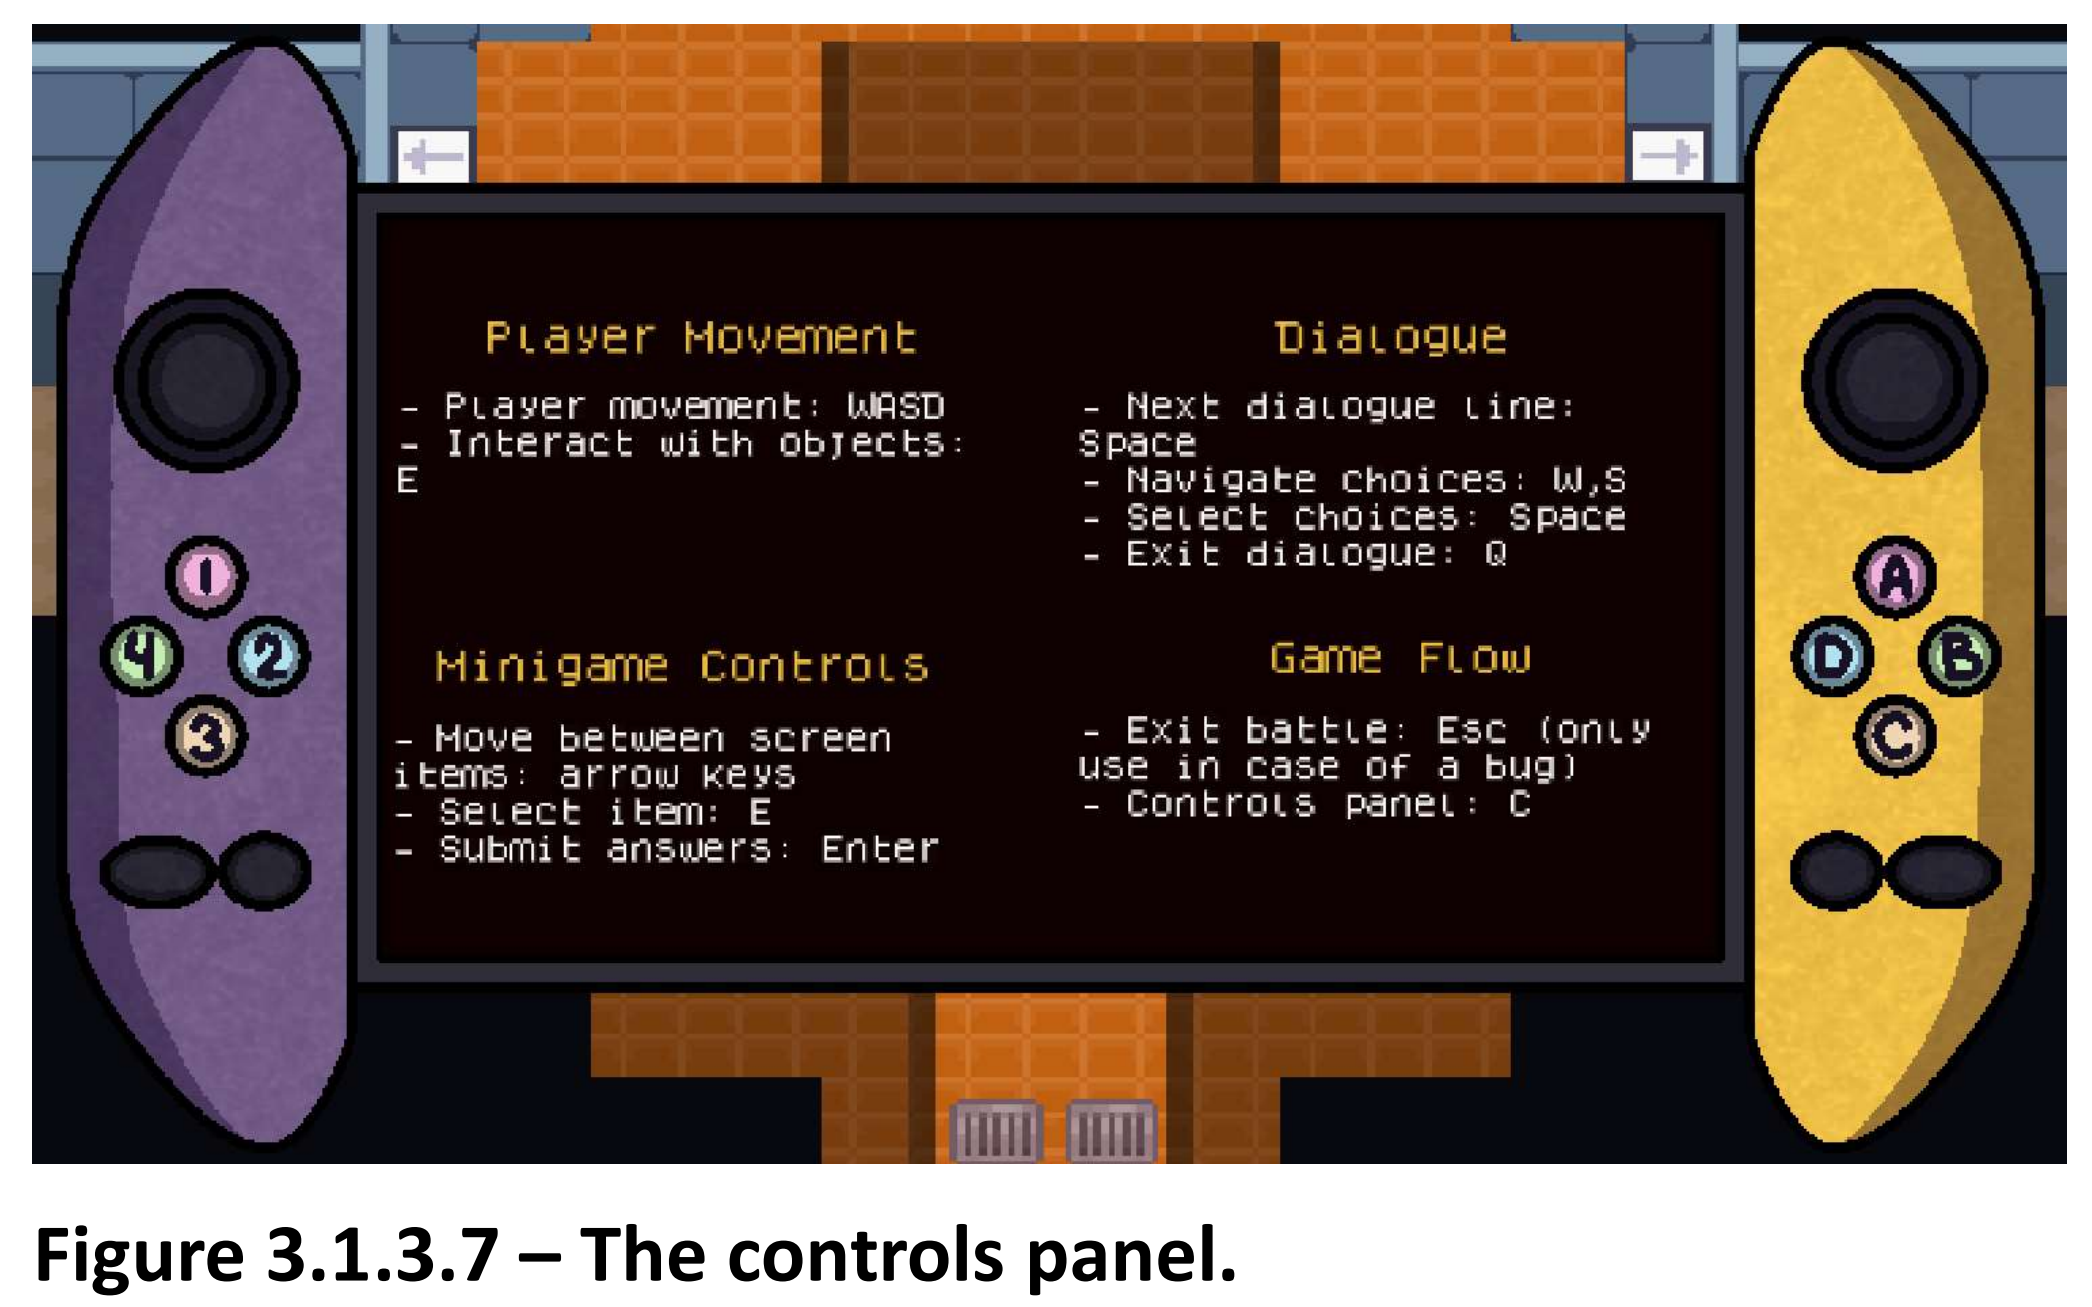 Player Movement
- Player movement: WASD
- Interact with objects:
E
Dialogue
- Next dialogue line:
Space
- Navigate choices: W,S
- Select choices: Space
- Exit dialogue: Q
Minigame Controls
- Move between screen
items: arrow keys
- Select item: E
- Submit answers: Enter
Game Flow
- Exit battle: Esc (only
use in case of a bug)
- Controls panel: C
1
4 2
3
A
D B
C
Figure 3.1.3.7 – The controls panel.